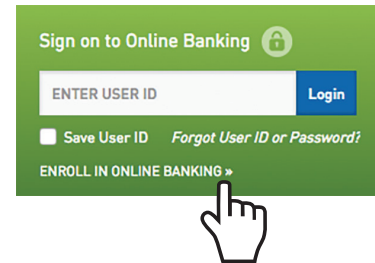 Sign on to Online Banking
ENTER USER ID Login
Save User ID Forgot User ID or Password?
ENROLL IN ONLINE BANKING »